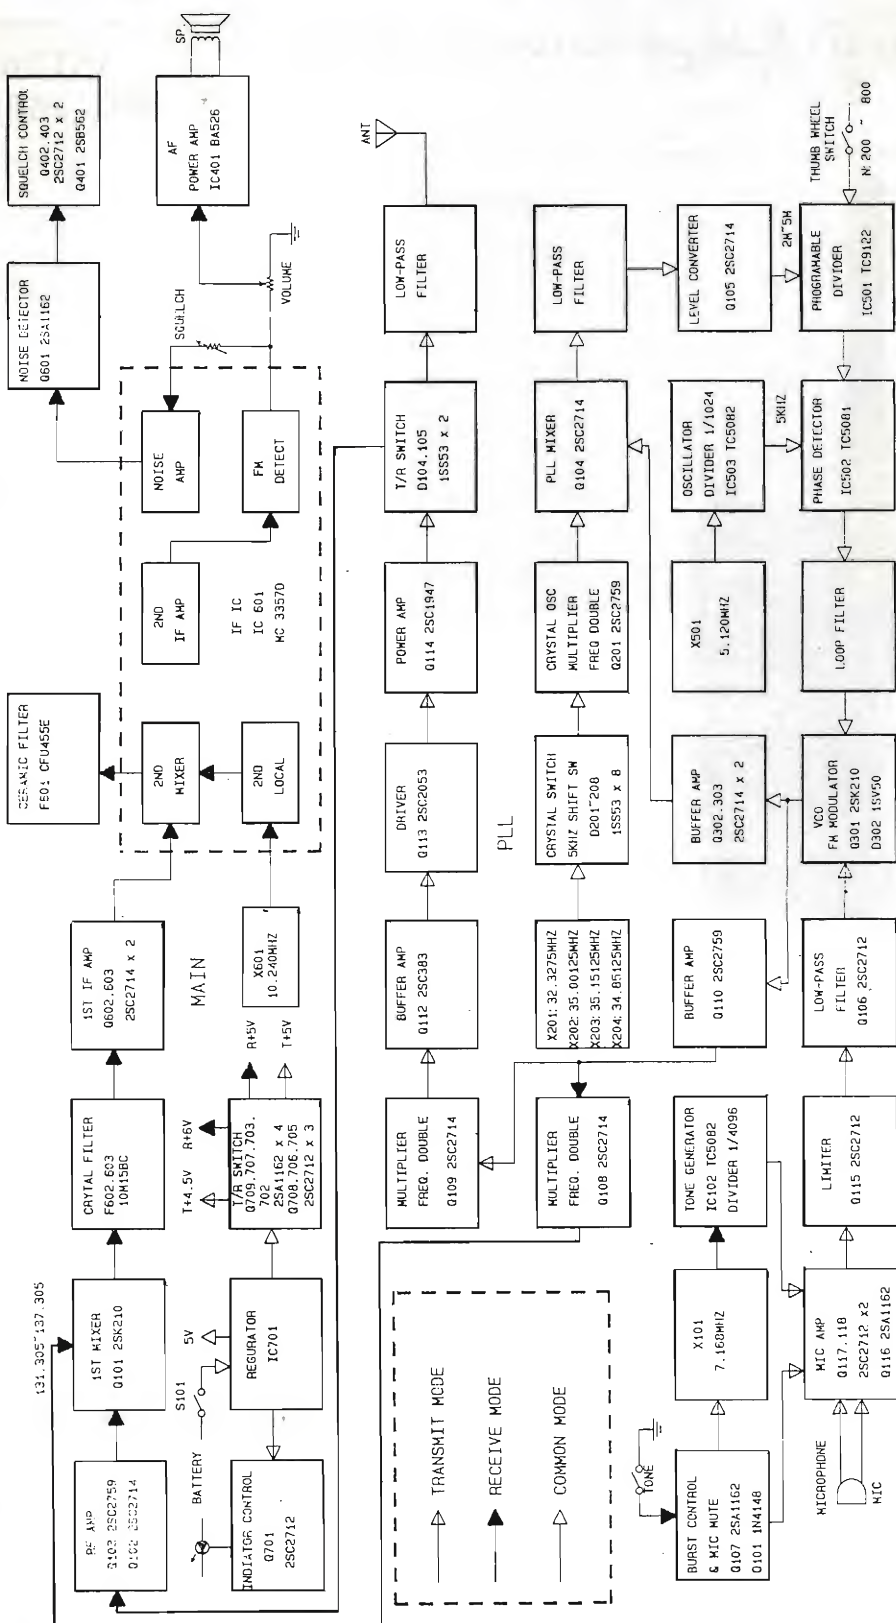 SP
SQUELCH CONTROL
Q402.403
2SC2712 x 2
Q401 2SB562
AF
POWER AMP
IC401 BA526
NOISE DETECTOR
Q601 2SA1162
SQUELCH
VOLUME
NOISE
AMP
FM
DETECT
2ND
IF AMP
IF IC
IC 601
MC 3357D
CERAMIC FILTER
F601 CFU455E
2ND
MIXER
2ND
LOCAL
1ST IF AMP
Q602.603
2SC2714 x 2
MAIN
X601
10.240MHZ
CRYTAL FILTER
F602.603
10M15BC
T+4.5V
R+6V
R+5V
T+5V
T/R SWITCH
Q709.707.703.
702
2SA1162 x 4
Q708.706.705
2SC2712 x 3
131.305~137.305
1ST MIXER
Q101 2SK210
5V
S101
REGURATOR
IC701
BATTERY
RF AMP
Q103 2SC2759
Q102 2SC2714
INDIATOR CONTROL
Q701
2SC2712
ANT
LOW-PASS
FILTER
T/R SWITCH
D104.105
1SS53 x 2
POWER AMP
Q114 2SC1947
DRIVER
Q113 2SC2053
BUFFER AMP
Q112 2SC383
MULTIPLIER
FREQ. DOUBLE
Q109 2SC2714
PLL
LOW-PASS
FILTER
PLL MIXER
Q104 2SC2714
CRYSTAL OSC
MULTIPLIER
FREQ DOUBLE
Q201 2SC2759
CRYSTAL SWITCH
5KHZ SHIFT SW
D201~208
1SS53 x 8
X201: 32.3275MHZ
X202: 35.00125MHZ
X203: 35.15125MHZ
X204: 34.85125MHZ
MULTIPLIER
FREQ. DOUBLE
Q108 2SC2714
TRANSMIT MODE
RECEIVE MODE
COMMON MODE
LEVEL CONVERTER
Q105 2SC2714
2M~5M
OSCILLATOR
DIVIDER 1/1024
IC503 TC5082
5KHZ
X501
5.120MHZ
BUFFER AMP
Q302.303
2SC2714 x 2
BUFFER AMP
Q110 2SC2759
TONE GENERATOR
IC102 TC5082
DIVIDER 1/4096
X101
7.168MHZ
TONE
BURST CONTROL
& MIC MUTE
Q107 2SA1162
Q101 1N4148
THUMB WHEEL
SWITCH
N: 200 ~ 800
PROGRAMABLE
DIVIDER
IC501 TC9122
PHASE DETECTOR
IC502 TC5081
LOOP FILTER
VCO
FM MODULATOR
Q301 2SK210
D302 1SV50
LOW-PASS
FILTER
Q106 2SC2712
LIMITER
Q115 2SC2712
MIC AMP
Q117.118
2SC2712 x2
Q116 2SA1162
MICROPHONE
MIC